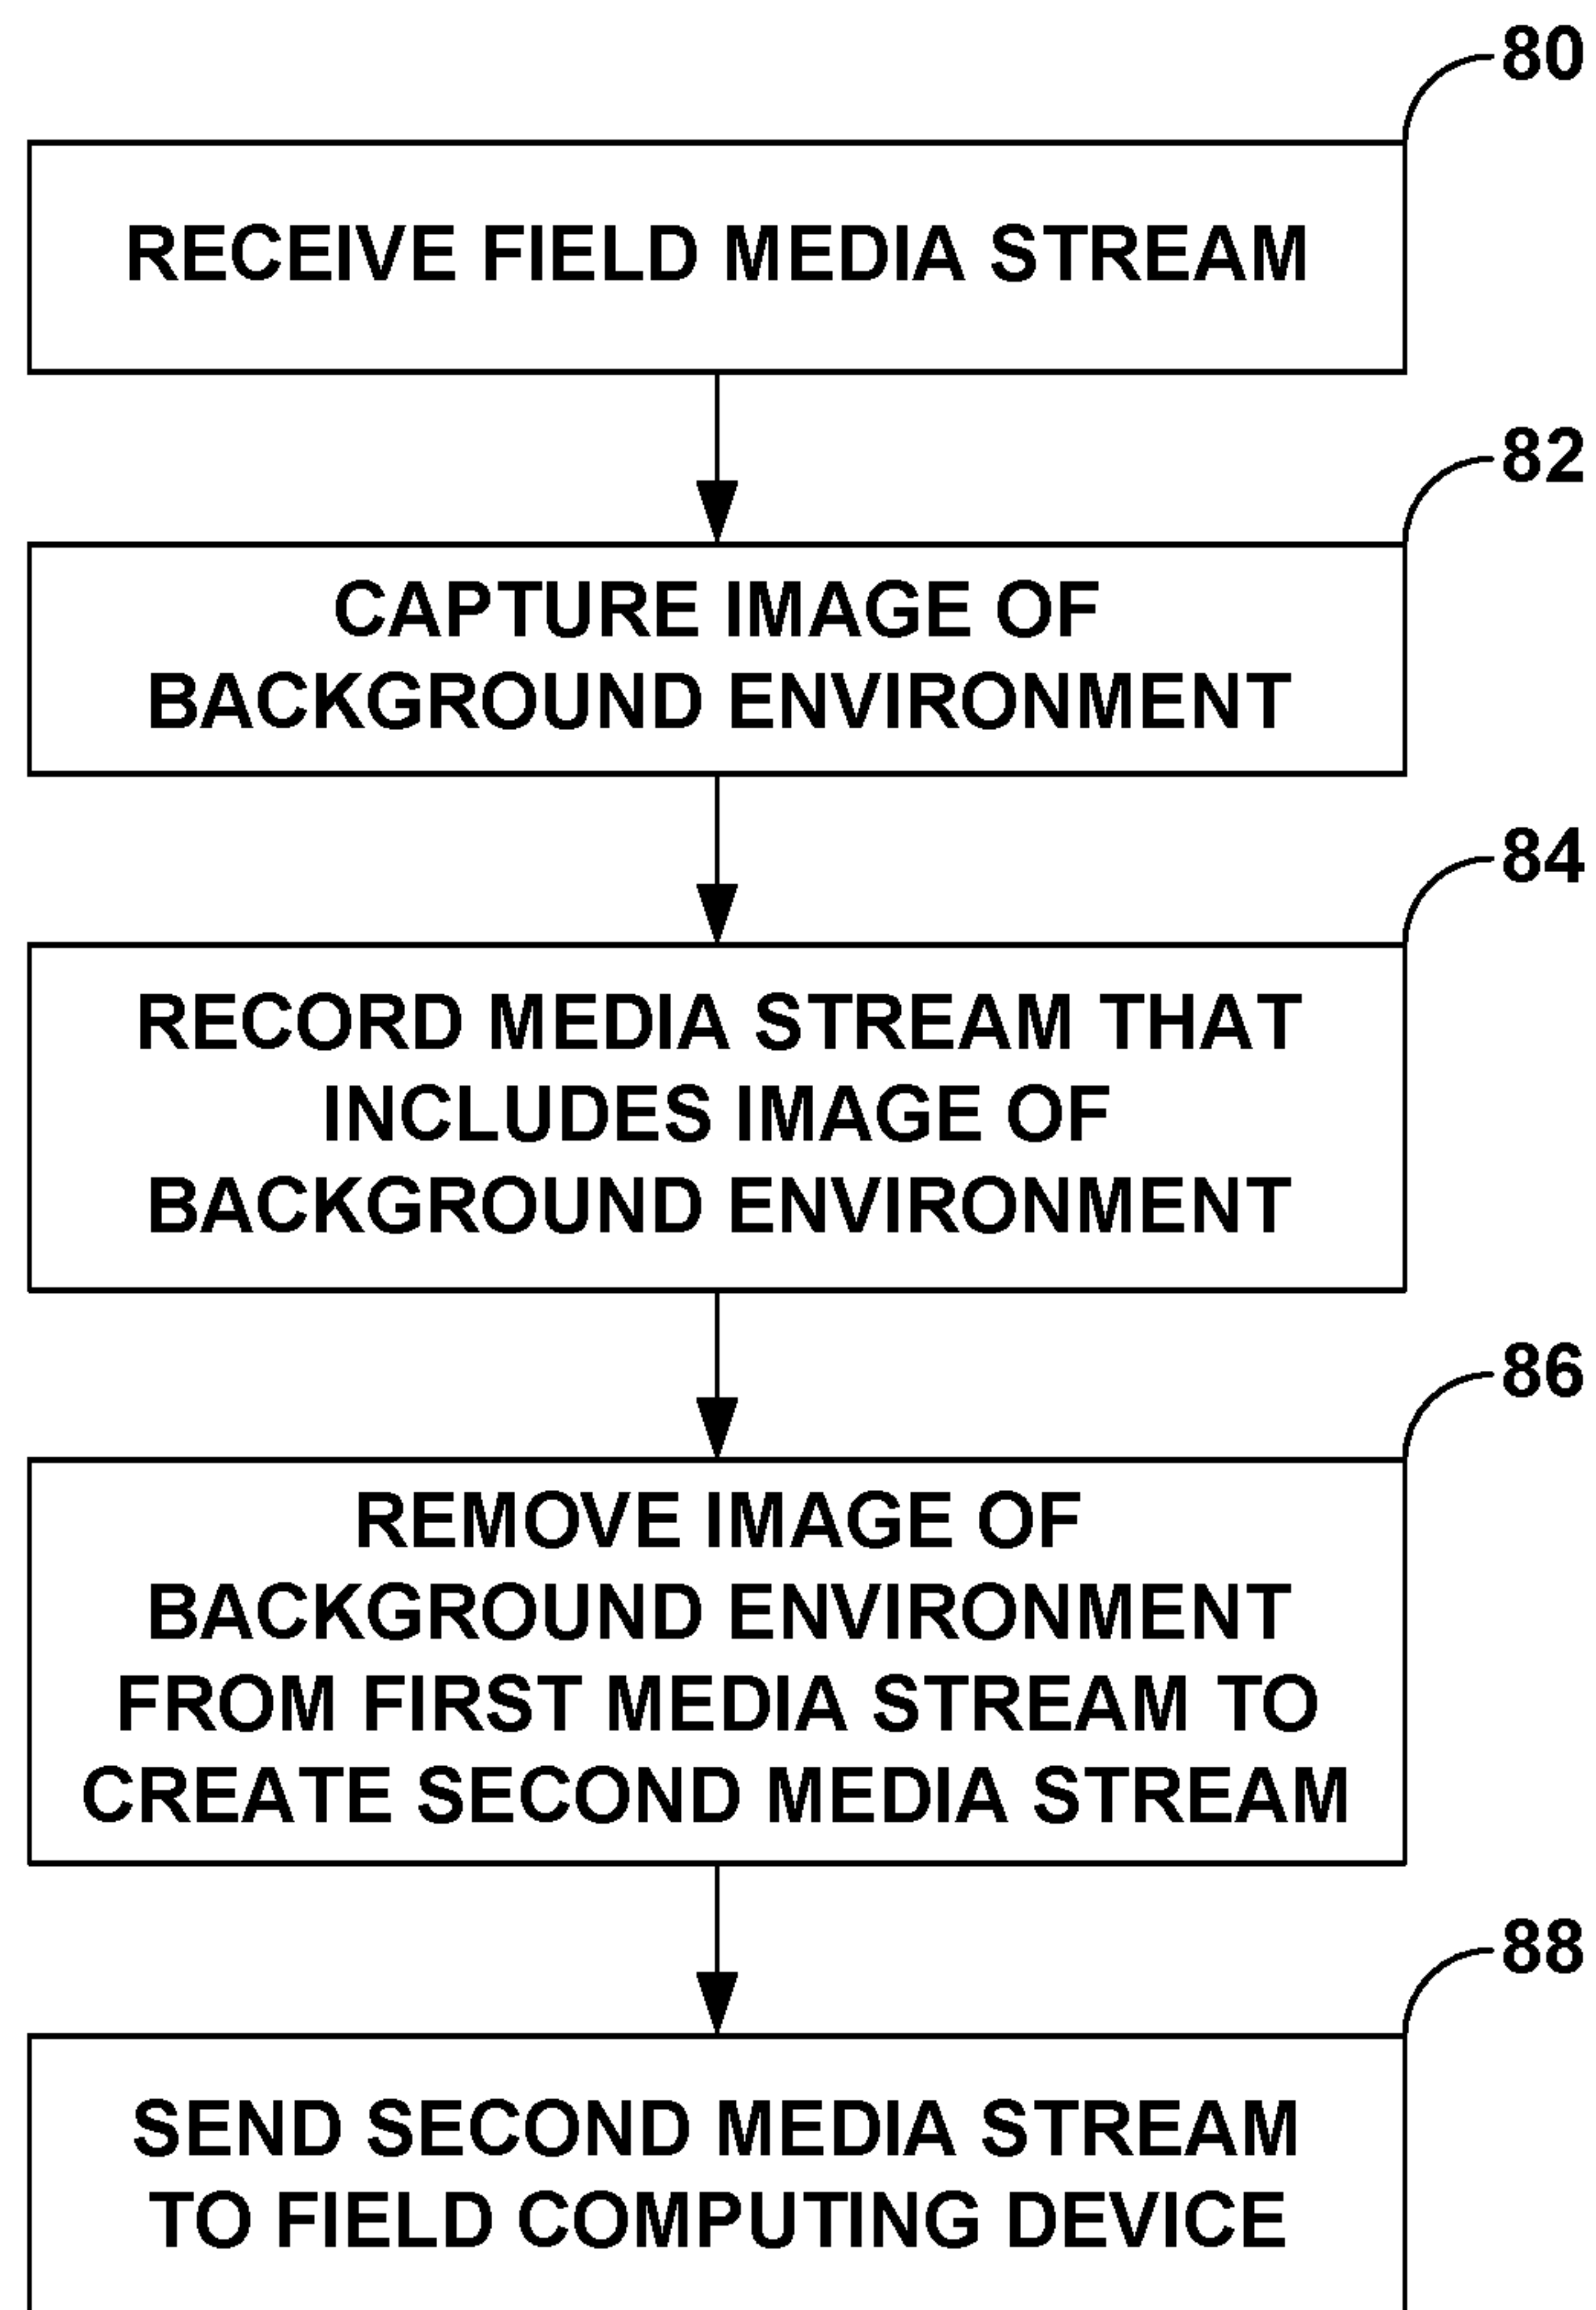 80
RECEIVE FIELD MEDIA STREAM
82
CAPTURE IMAGE OF
BACKGROUND ENVIRONMENT
84
RECORD MEDIA STREAM THAT
INCLUDES IMAGE OF
BACKGROUND ENVIRONMENT
86
REMOVE IMAGE OF
BACKGROUND ENVIRONMENT
FROM FIRST MEDIA STREAM TO
CREATE SECOND MEDIA STREAM
88
SEND SECOND MEDIA STREAM
TO FIELD COMPUTING DEVICE